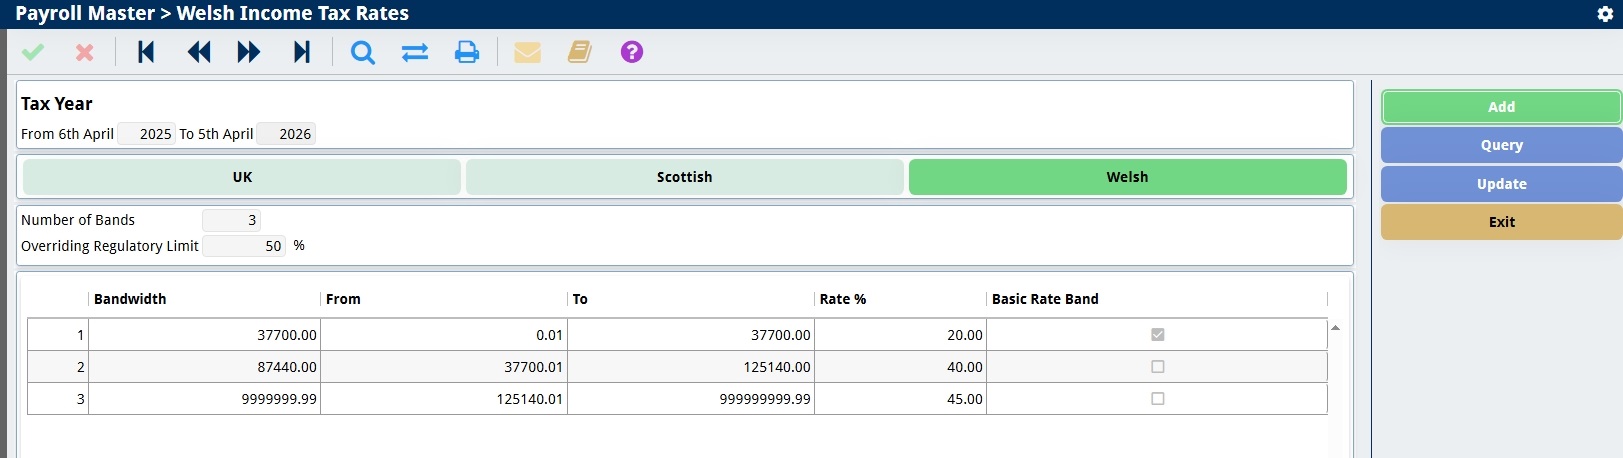 Payroll Master > Welsh Income Tax Rates
?
Tax Year
From 6th April 2025 To 5th April 2026
UK Scottish Welsh
Number of Bands 3
Overriding Regulatory Limit 50 %
Bandwidth From To Rate % Basic Rate Band
1 37700.00 0.01 37700.00 20.00
2 87440.00 37700.01 125140.00 40.00
3 9999999.99 125140.01 999999999.99 45.00
Add
Query
Update
Exit